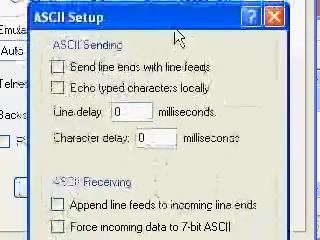 ASCII Setup
Emula
ASCII Sending
Auto
Send line ends with line feeds
Echo typed characters locally
Telne
Line delay: 0 milliseconds.
Backs
Character delay: 0 milliseconds
ASCII Receiving
Append line feeds to incoming line ends
Force incoming data to 7-bit ASCII